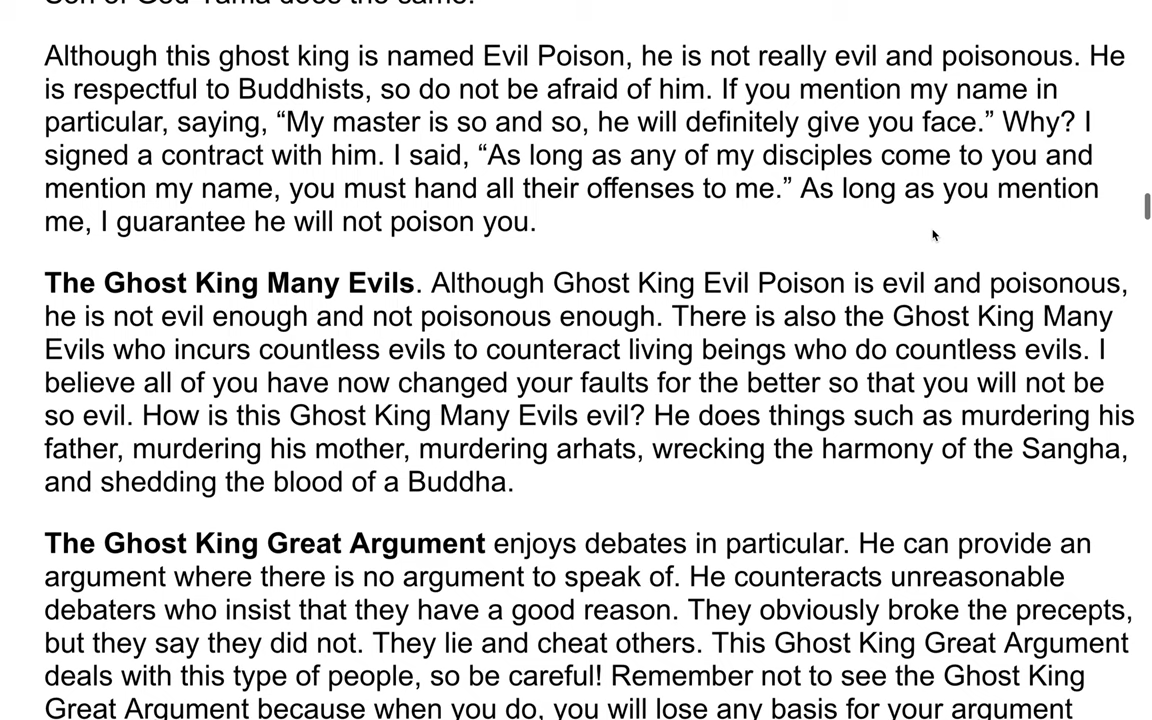 Son of God Yama does the same.
Although this ghost king is named Evil Poison, he is not really evil and poisonous. He
is respectful to Buddhists, so do not be afraid of him. If you mention my name in
particular, saying, “My master is so and so, he will definitely give you face.” Why? I
signed a contract with him. I said, “As long as any of my disciples come to you and
mention my name, you must hand all their offenses to me.” As long as you mention
me, I guarantee he will not poison you.
The Ghost King Many Evils. Although Ghost King Evil Poison is evil and poisonous,
he is not evil enough and not poisonous enough. There is also the Ghost King Many
Evils who incurs countless evils to counteract living beings who do countless evils. I
believe all of you have now changed your faults for the better so that you will not be
so evil. How is this Ghost King Many Evils evil? He does things such as murdering his
father, murdering his mother, murdering arhats, wrecking the harmony of the Sangha,
and shedding the blood of a Buddha.
The Ghost King Great Argument enjoys debates in particular. He can provide an
argument where there is no argument to speak of. He counteracts unreasonable
debaters who insist that they have a good reason. They obviously broke the precepts,
but they say they did not. They lie and cheat others. This Ghost King Great Argument
deals with this type of people, so be careful! Remember not to see the Ghost King
Great Argument because when you do, you will lose any basis for your argument